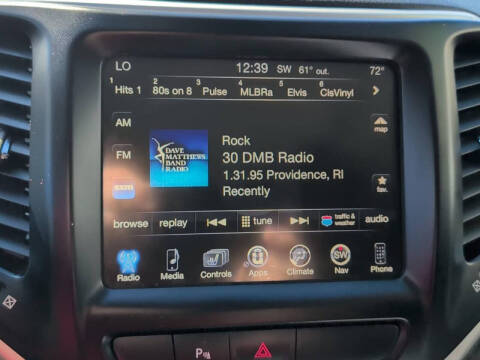 LO 12:39 SW 61° out. 72°
1 Hits 1 2 80s on 8 3 Pulse 4 MLBRa 5 Elvis 6 ClsVinyl
AM
FM
map
fav.
DAVE
MATTHEWS
BAND
RADIO
Rock
30 DMB Radio
1.31.95 Providence, RI
Recently
browse replay tune traffic & weather audio
Radio Media Controls Apps Climate SW Nav Phone
P